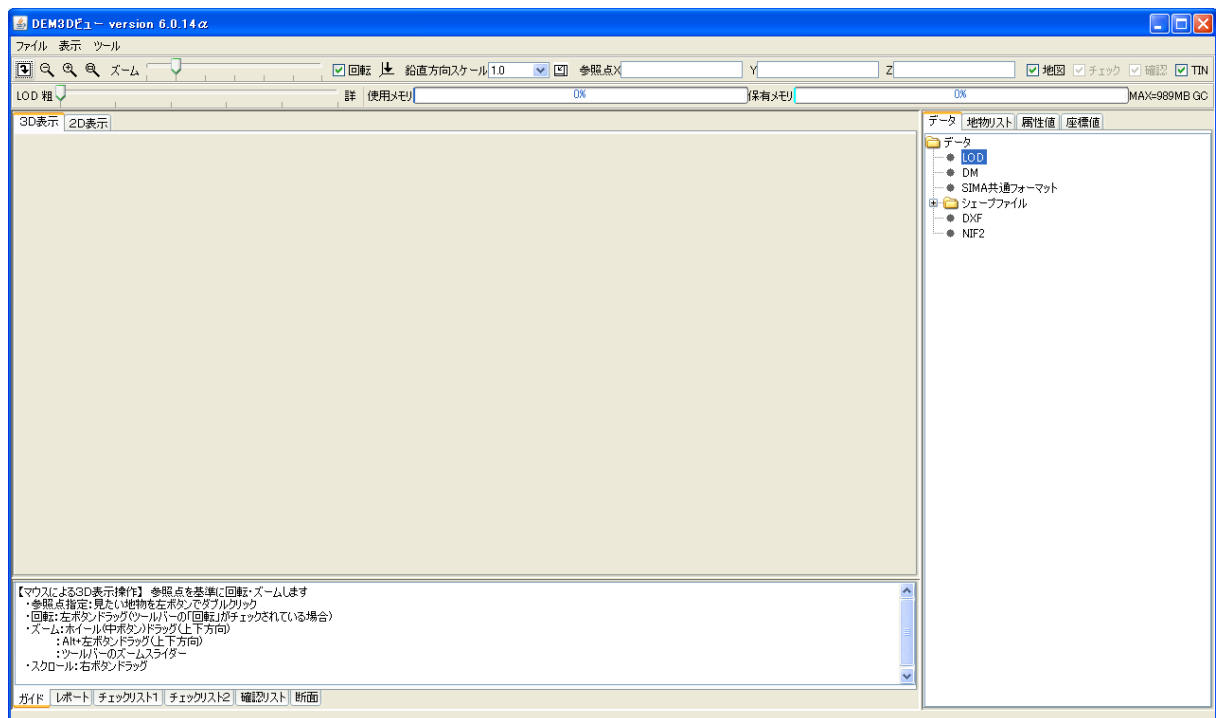 DEM3Dビュー version 6.0.14α
ファイル 表示 ツール
ズーム 回転 鉛直方向スケール 1.0 参照点X Y Z 地図 チェック 確認 TIN
LOD 粗 詳 使用メモリ 0% 保有メモリ 0% MAX=989MB GC
3D表示 2D表示
データ 地物リスト 属性値 座標値
データ
LOD
DM
SIMA共通フォーマット
シェープファイル
DXF
NIF2
【マウスによる3D表示操作】 参照点を基準に回転・ズームします
・参照点指定:見たい地物を左ボタンでダブルクリック
・回転:左ボタンドラッグ(ツールバーの「回転」がチェックされている場合)
・ズーム:ホイール(中ボタン)ドラッグ(上下方向)
:Alt+左ボタンドラッグ(上下方向)
:ツールバーのズームスライダー
・スクロール:右ボタンドラッグ
ガイド レポート チェックリスト1 チェックリスト2 確認リスト 断面